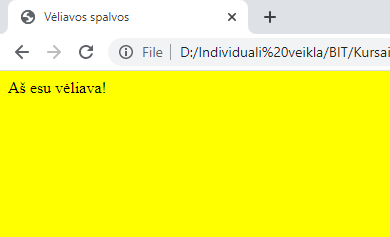 Vėliavos spalvos
File
D:/Individuali%20veikla/BIT/Kursai
Aš esu vėliava!